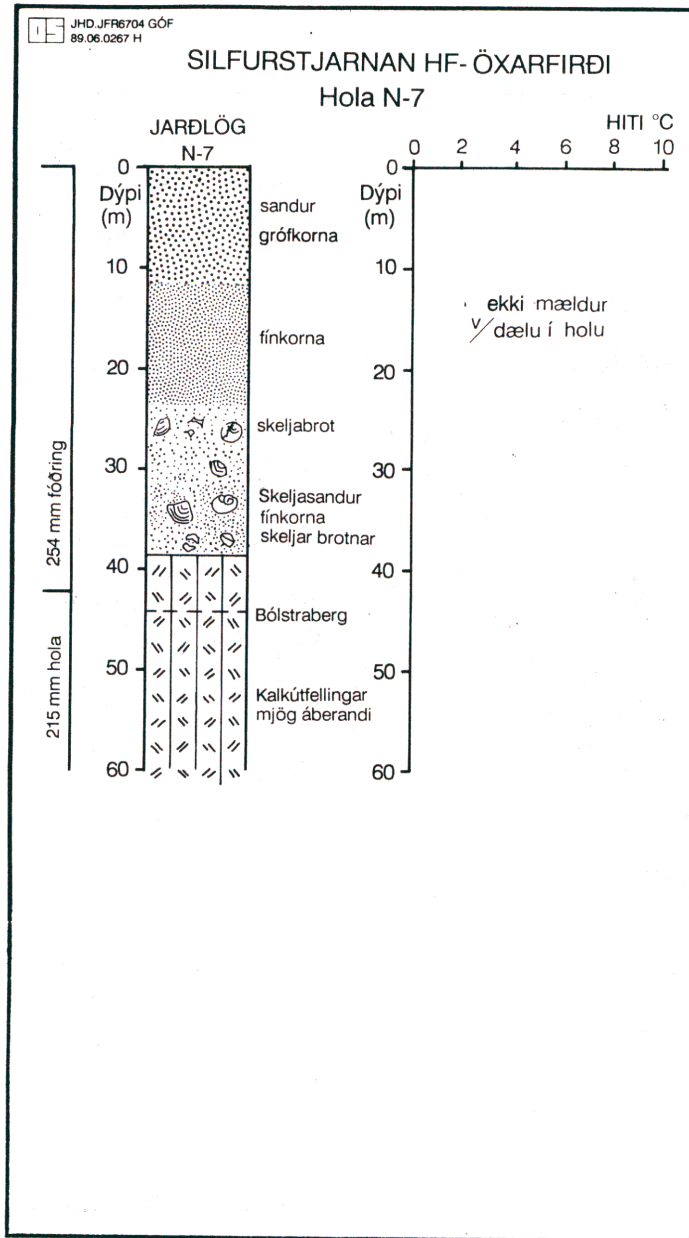 JHD.JFR6704 GÓF
89.06.0267 H
SILFURSTJARNAN HF- ÖXARFIRÐI
Hola N-7
JARÐLÖG
N-7
HITI °C
0 2 4 6 8 10
0
Dýpi
(m)
10
20
30
40
50
60
254 mm fóðring
215 mm hola
sandur
grófkorna
fínkorna
skeljabrot
Skeljasandur
fínkorna
skeljar brotnar
Bólstraberg
Kalkútfellingar
mjög áberandi
0
Dýpi
(m)
10
20
30
40
50
60
ekki mældur
v/dælu í holu